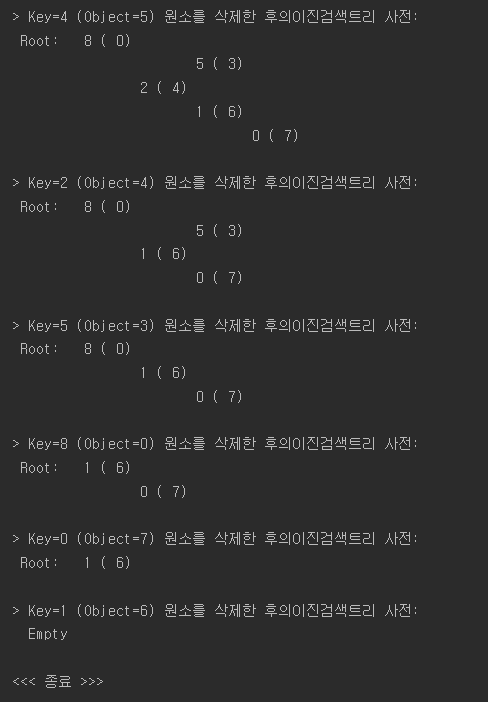 > Key=4 (Object=5) 원소를 삭제한 후의이진검색트리 사전:
Root: 8 ( 0)
5 ( 3)
2 ( 4)
1 ( 6)
0 ( 7)
> Key=2 (Object=4) 원소를 삭제한 후의이진검색트리 사전:
Root: 8 ( 0)
5 ( 3)
1 ( 6)
0 ( 7)
> Key=5 (Object=3) 원소를 삭제한 후의이진검색트리 사전:
Root: 8 ( 0)
1 ( 6)
0 ( 7)
> Key=8 (Object=0) 원소를 삭제한 후의이진검색트리 사전:
Root: 1 ( 6)
0 ( 7)
> Key=0 (Object=7) 원소를 삭제한 후의이진검색트리 사전:
Root: 1 ( 6)
> Key=1 (Object=6) 원소를 삭제한 후의이진검색트리 사전:
Empty
<<< 종료 >>>